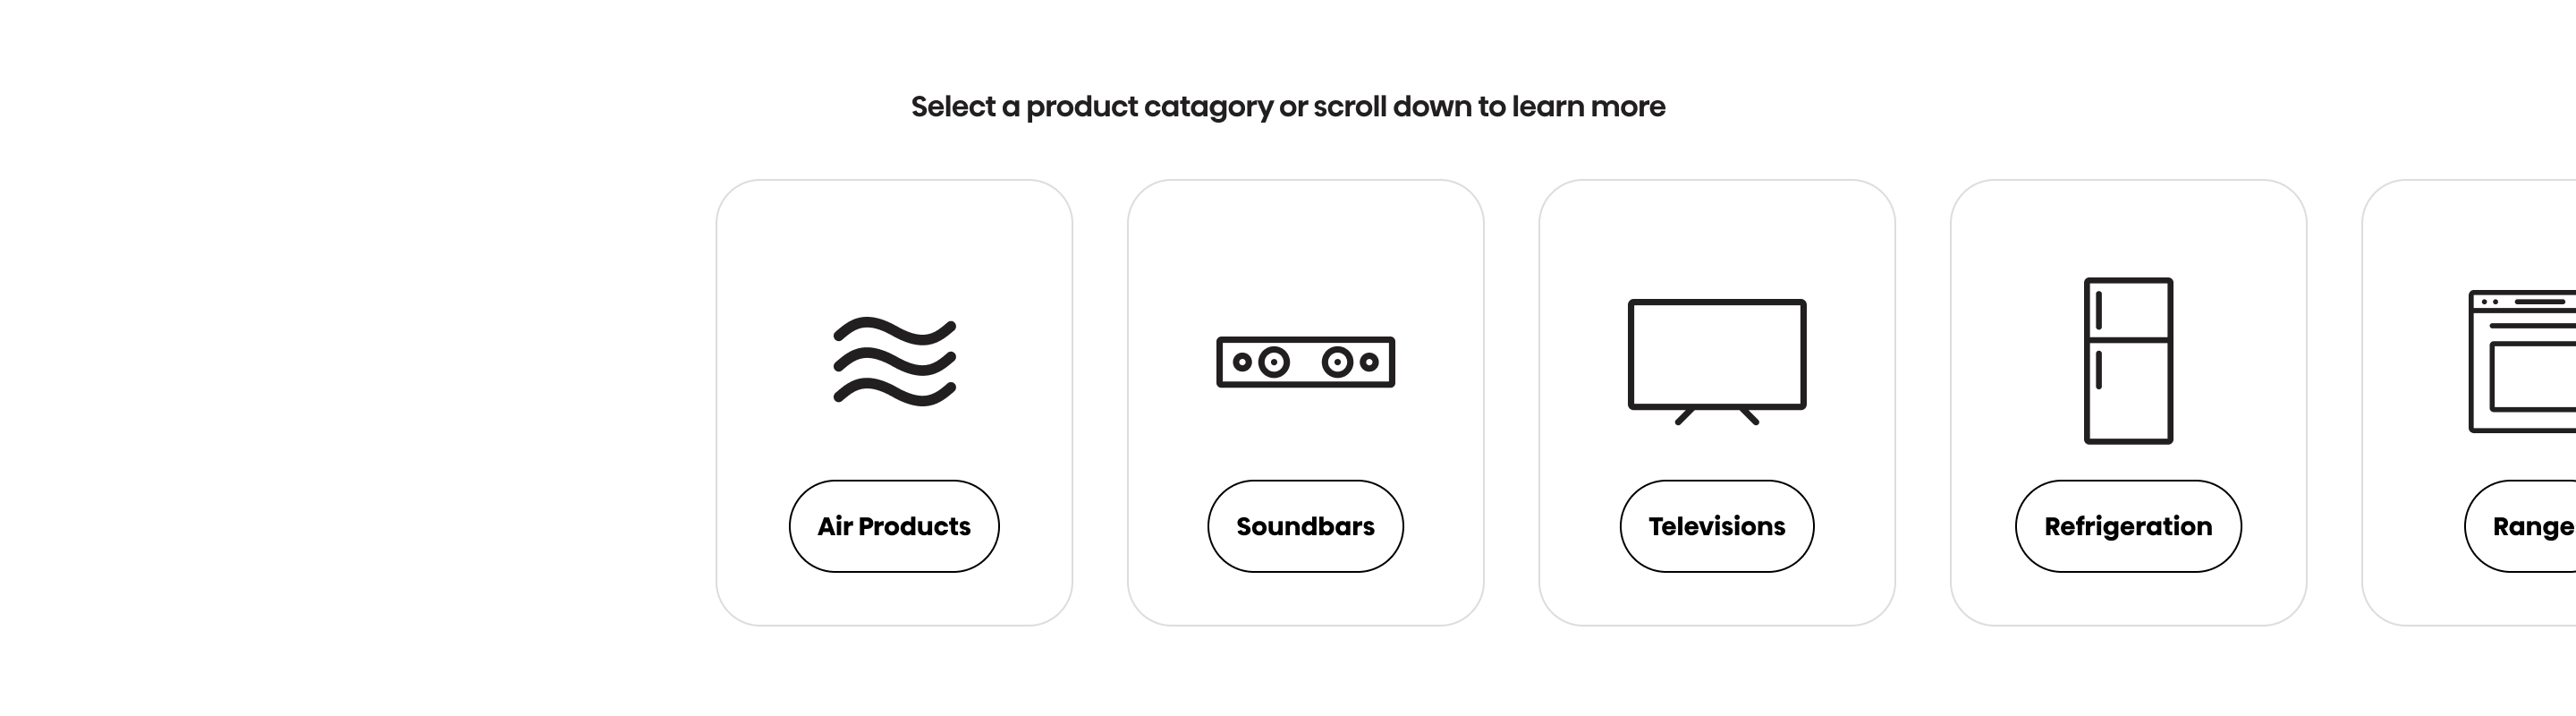 Select a product catagory or scroll down to learn more
Air Products
Soundbars
Televisions
Refrigeration
Range